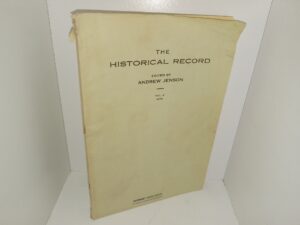 THE
HISTORICAL RECORD
EDITED BY
ANDREW JENSON